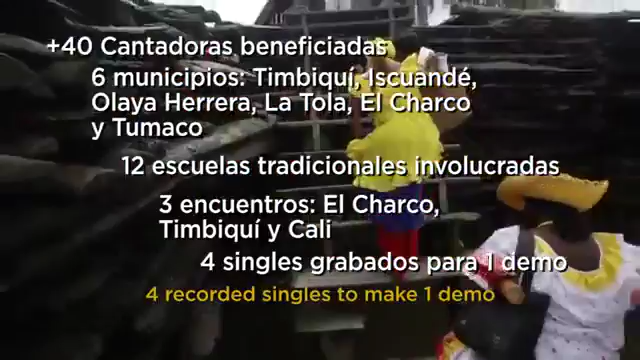 +40 Cantadoras beneficiadas
6 municipios: Timbiquí, Iscuandé,
Olaya Herrera, La Tola, El Charco
y Tumaco
12 escuelas tradicionales involucradas
3 encuentros: El Charco,
Timbiquí y Cali
4 singles grabados para 1 demo
4 recorded singles to make 1 demo